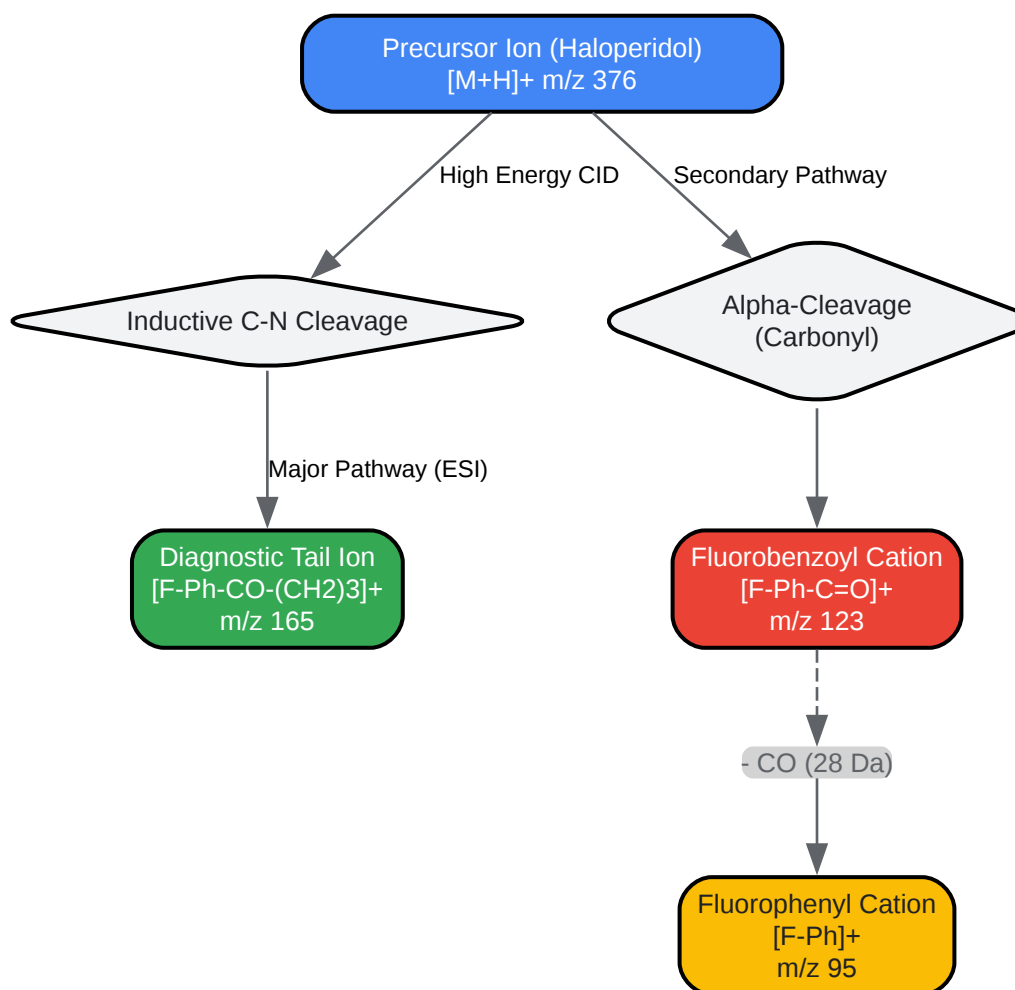 Precursor Ion (Haloperidol)
[M+H]+ m/z 376
High Energy CID
Secondary Pathway
Inductive C-N Cleavage
Alpha-Cleavage
(Carbonyl)
Major Pathway (ESI)
Diagnostic Tail Ion
[F-Ph-CO-(CH2)3]+
m/z 165
Fluorobenzoyl Cation
[F-Ph-C=O]+
m/z 123
- CO (28 Da)
Fluorophenyl Cation
[F-Ph]+
m/z 95